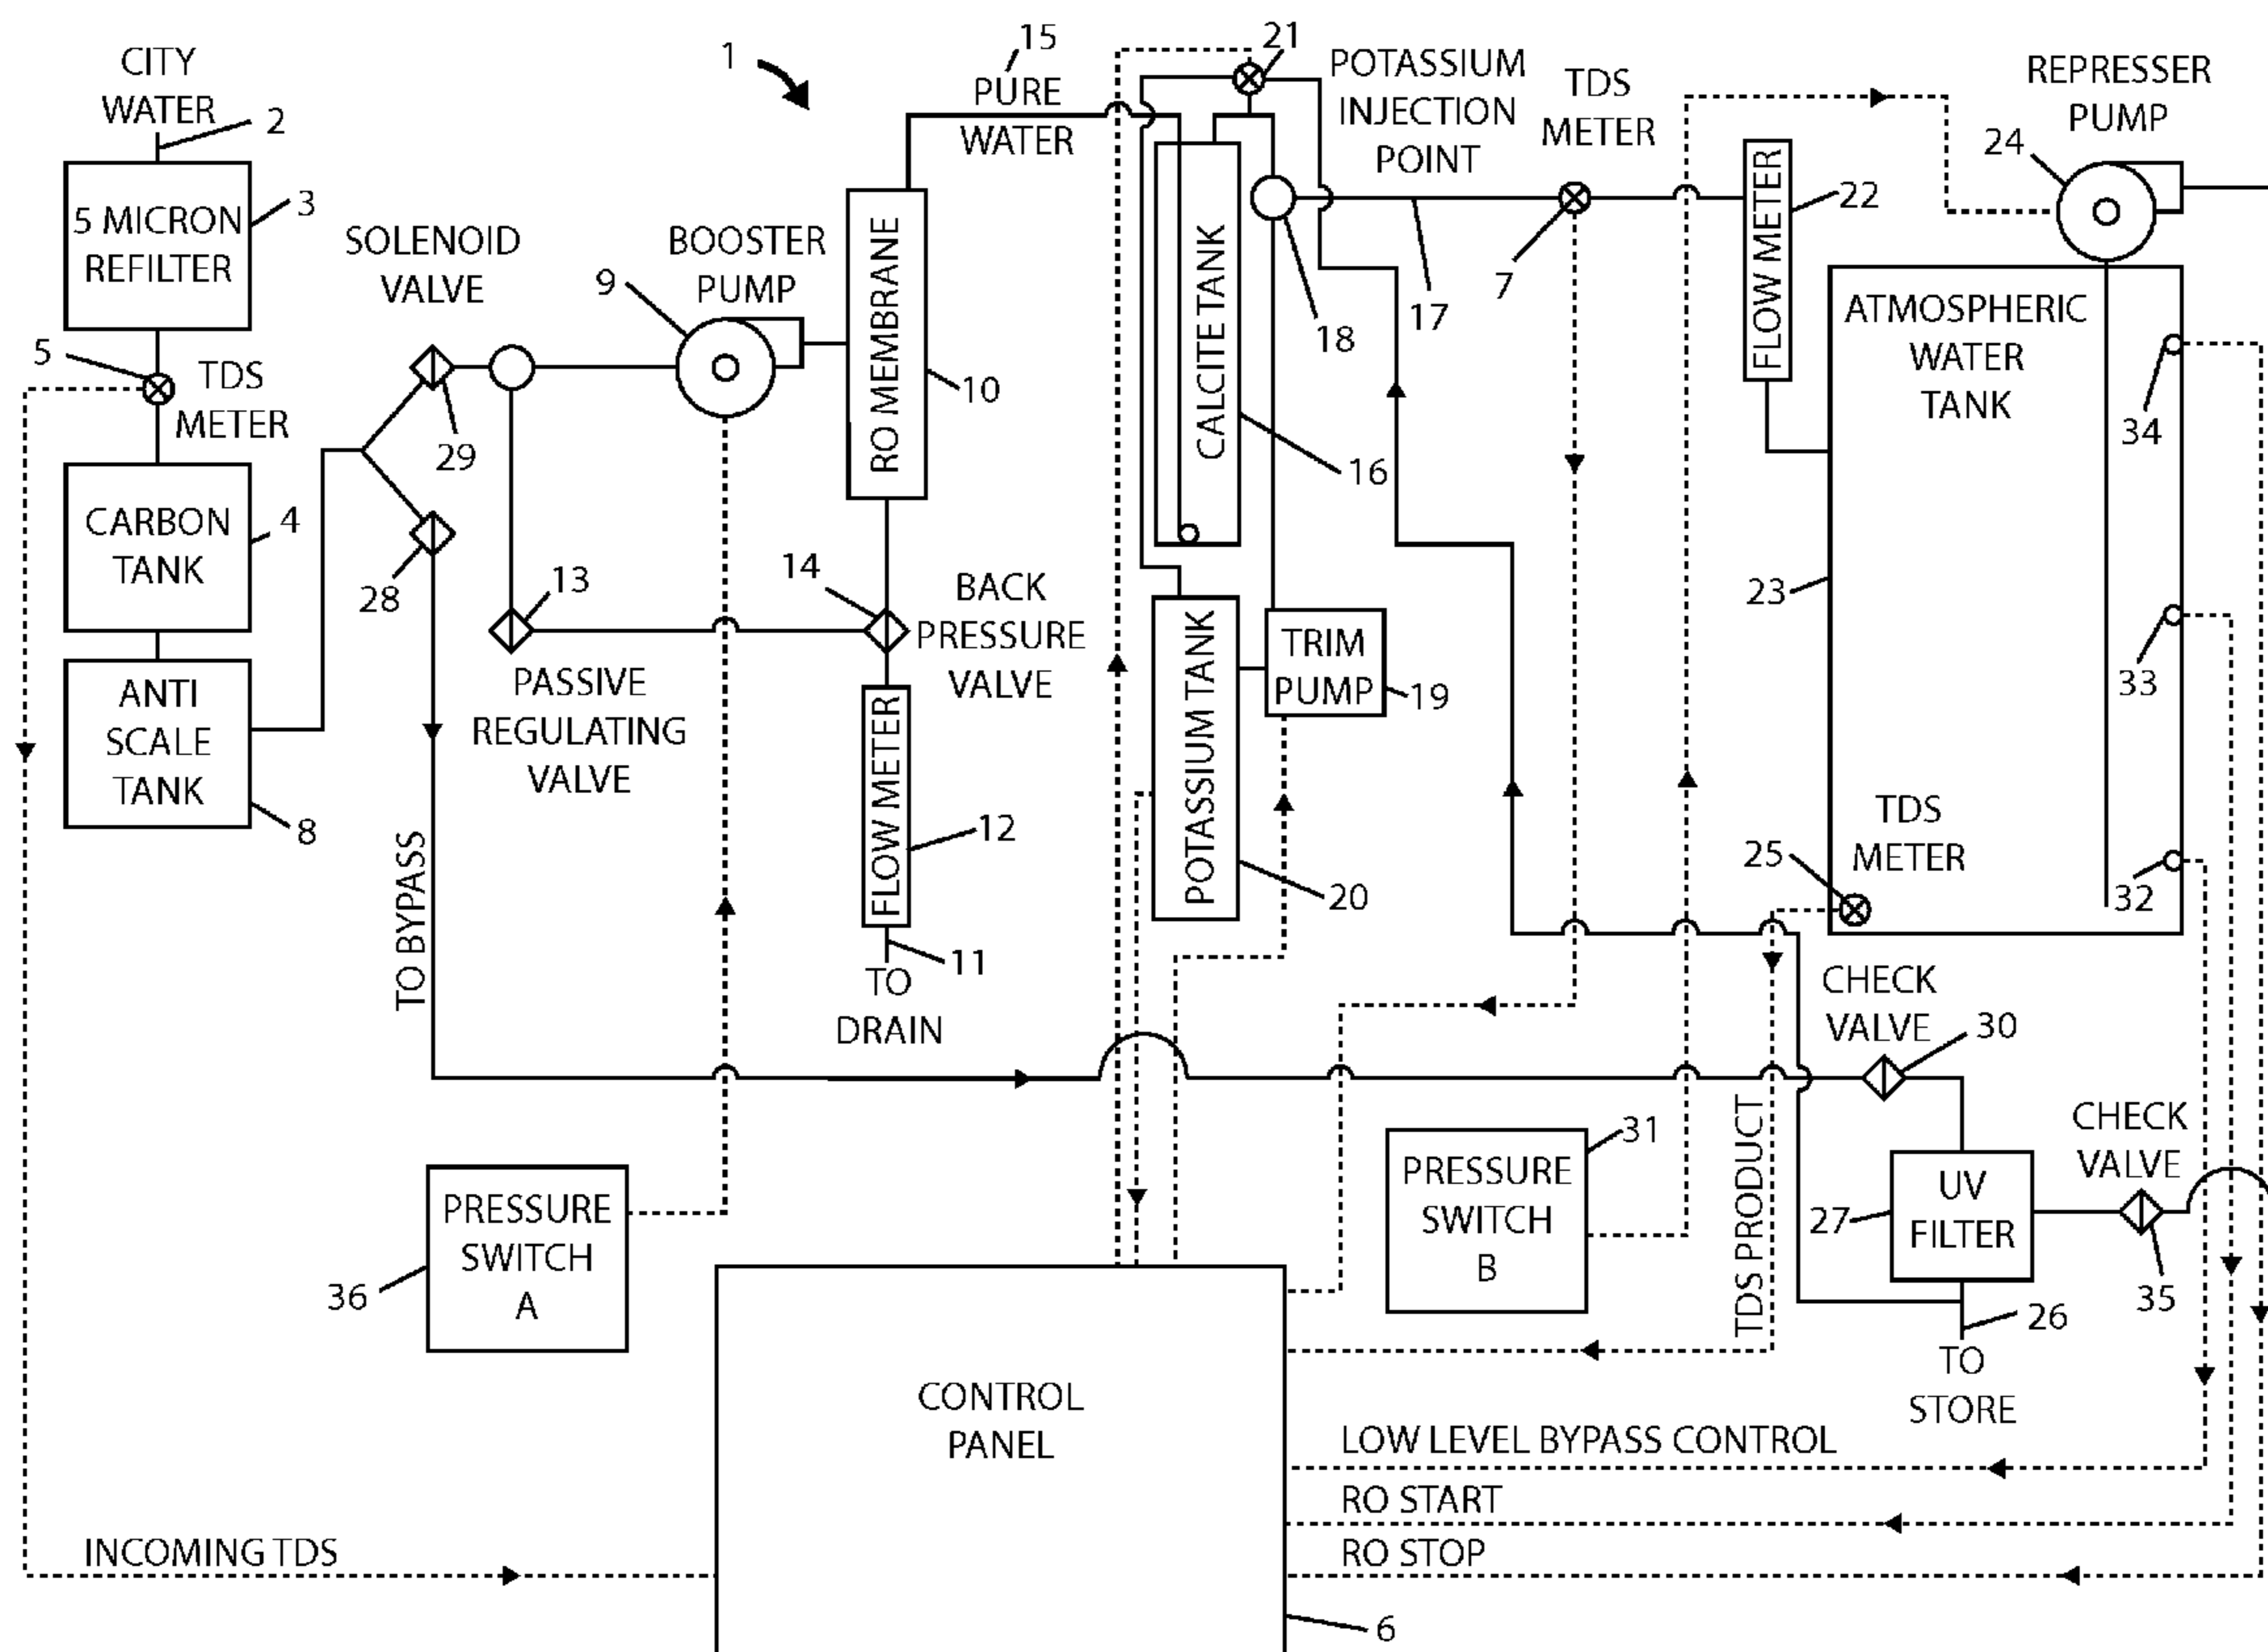 CITY
WATER
2
5 MICRON
REFILTER
3
5
TDS
METER
CARBON
TANK
4
ANTI
SCALE
TANK
8
SOLENOID
VALVE
29
28
TO BYPASS
13
PASSIVE
REGULATING
VALVE
9
BOOSTER
PUMP
1
RO MEMBRANE
10
14
BACK
PRESSURE
VALVE
FLOW METER
12
11
TO
DRAIN
15
PURE
WATER
21
CALCITE TANK
16
POTASSIUM
INJECTION
POINT
18
17
TDS
METER
7
POTASSIUM TANK
20
TRIM
PUMP
19
FLOW METER
22
REPRESSER
PUMP
24
ATMOSPHERIC
WATER
TANK
23
34
33
32
TDS
METER
25
CHECK
VALVE
30
CHECK
VALVE
35
UV
FILTER
27
26
TO
STORE
PRESSURE
SWITCH
A
36
PRESSURE
SWITCH
B
31
TDS PRODUCT
CONTROL
PANEL
6
LOW LEVEL BYPASS CONTROL
RO START
RO STOP
INCOMING TDS